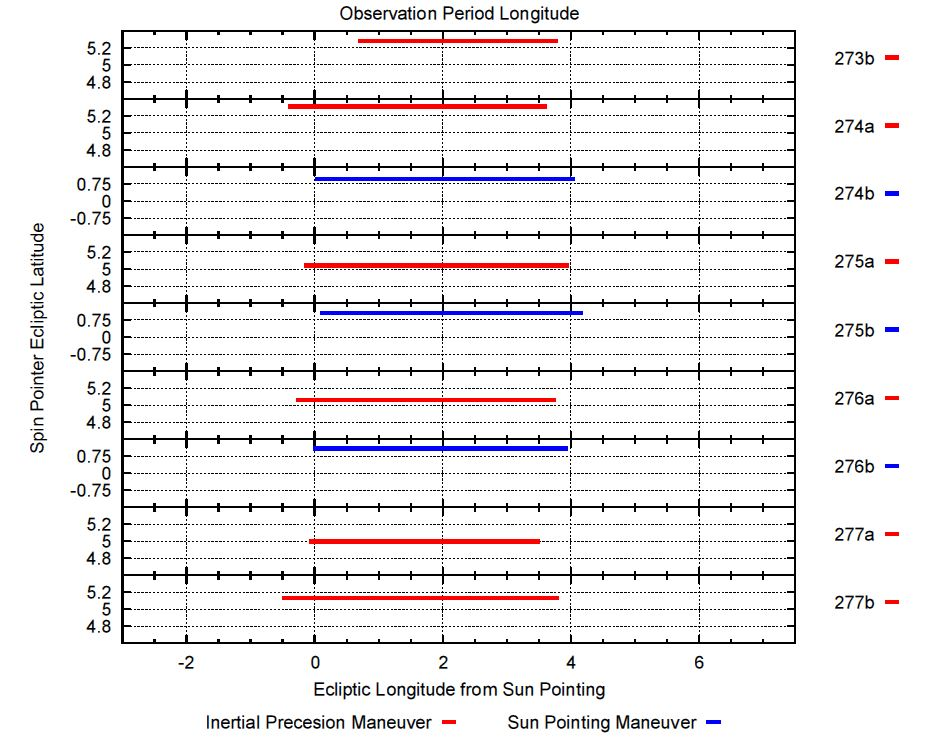 Observation Period Longitude
5.2
5
4.8
273b
5.2
5
4.8
274a
0.75
0
-0.75
274b
5.2
5
4.8
275a
0.75
0
-0.75
275b
5.2
5
4.8
276a
0.75
0
-0.75
276b
5.2
5
4.8
277a
5.2
5
4.8
277b
Spin Pointer Ecliptic Latitude
-2 0 2 4 6
Ecliptic Longitude from Sun Pointing
Inertial Precesion Maneuver Sun Pointing Maneuver